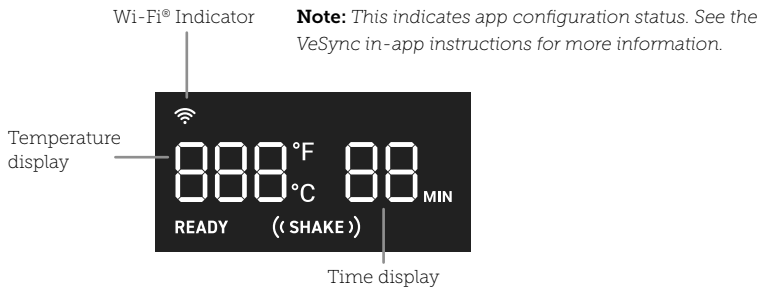 Wi-Fi® Indicator
Note: This indicates app configuration status. See the
VeSync in-app instructions for more information.
Temperature
display
888 °F °C 88 MIN
READY ((SHAKE))
Time display